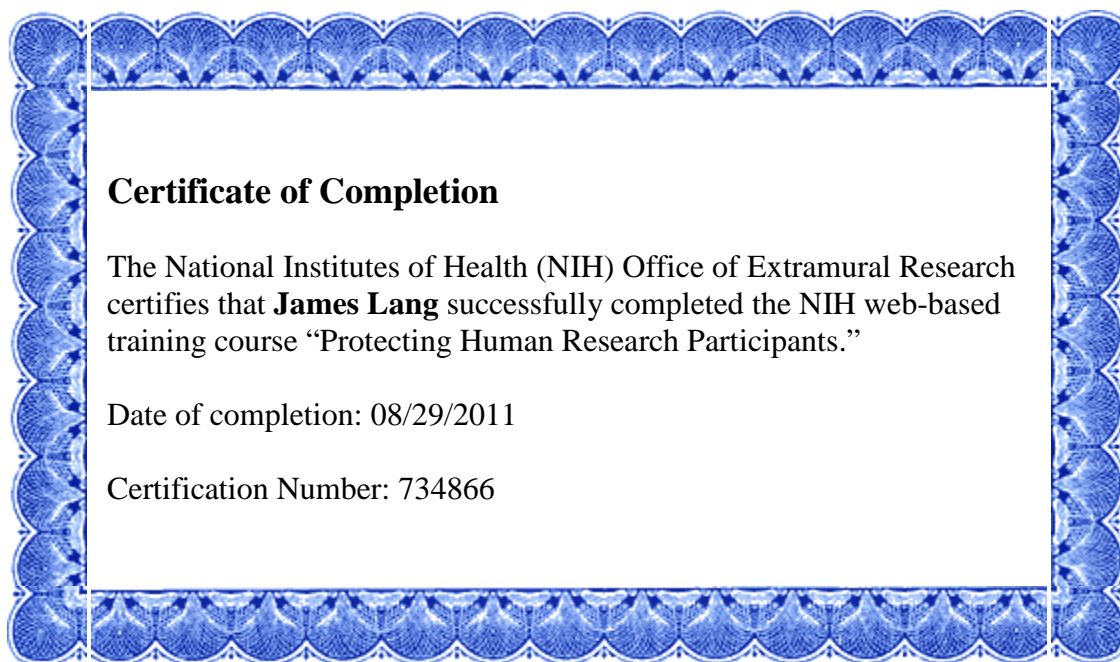 Certificate of Completion
The National Institutes of Health (NIH) Office of Extramural Research
certifies that James Lang successfully completed the NIH web-based
training course “Protecting Human Research Participants.”
Date of completion: 08/29/2011
Certification Number: 734866